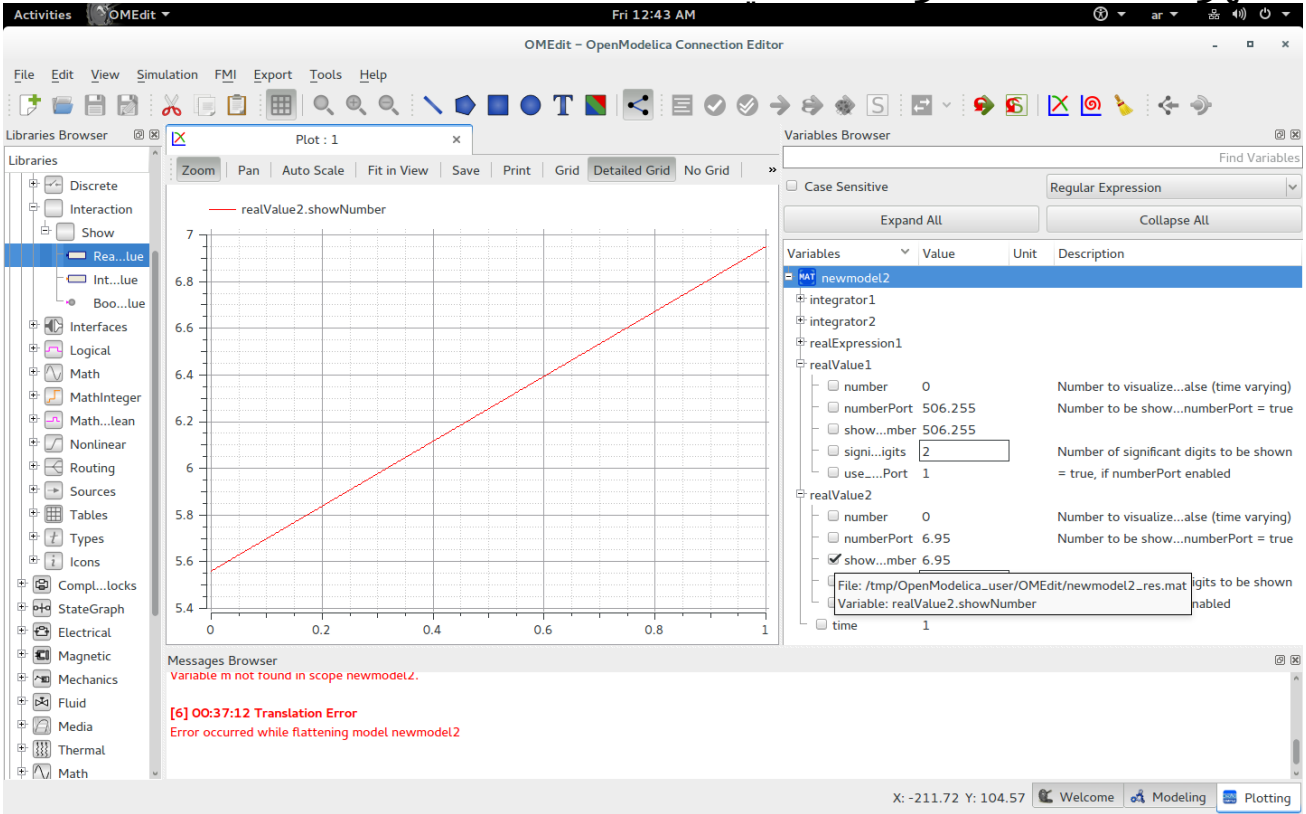 Activities OMEdit Fri 12:43 AM ar
OMEdit - OpenModelica Connection Editor
File Edit View Simulation FMI Export Tools Help
Libraries Browser
Libraries
Discrete
Interaction
Show
Rea...lue
Int...lue
Boo...lue
Interfaces
Logical
Math
MathInteger
Math...lean
Nonlinear
Routing
Sources
Tables
Types
Icons
Compl...locks
StateGraph
Electrical
Magnetic
Mechanics
Fluid
Media
Thermal
Math
Plot : 1
Zoom Pan Auto Scale Fit in View Save Print Grid Detailed Grid No Grid »
realValue2.showNumber
7
6.8
6.6
6.4
6.2
6
5.8
5.6
5.4
0 0.2 0.4 0.6 0.8 1
Variables Browser
Find Variables
Case Sensitive Regular Expression
Expand All Collapse All
Variables Value Unit Description
MAT newmodel2
integrator1
integrator2
realExpression1
realValue1
number 0 Number to visualize...alse (time varying)
numberPort 506.255 Number to be show...numberPort = true
show...mber 506.255
signi...igits 2 Number of significant digits to be shown
use_...Port 1 = true, if numberPort enabled
realValue2
number 0 Number to visualize...alse (time varying)
numberPort 6.95 Number to be show...numberPort = true
show...mber 6.95
File: /tmp/OpenModelica_user/OMEdit/newmodel2_res.mat igits to be shown
Variable: realValue2.showNumber nabled
time 1
Messages Browser
Variable m not found in scope newmodel2.
[6] 00:37:12 Translation Error
Error occurred while flattening model newmodel2
X: -211.72 Y: 104.57 Welcome Modeling Plotting